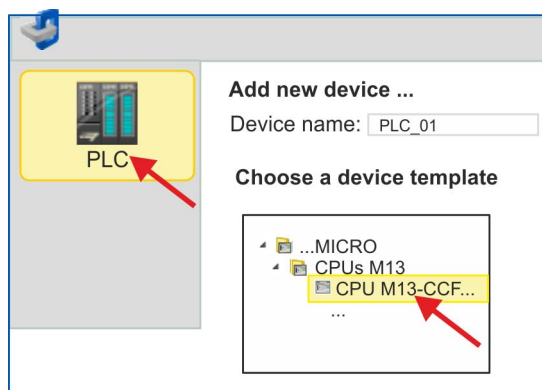 PLC
Add new device ...
Device name: PLC_01
Choose a device template
...MICRO
CPUs M13
CPU M13-CCF...
...